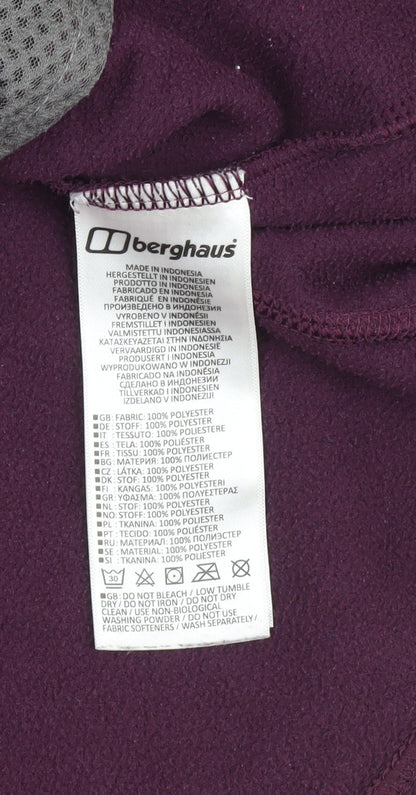 berghaus
MADE IN INDONESIA
HERGESTELLT IN INDONESIEN
PRODOTTO IN INDONESIA
FABRICADO EN INDONESIA
FABRIQUÉ EN INDONÉSIE
ПРОИЗВЕДЕНО В ИНДОНЕЗИЯ
VYROBENO V INDONÉSII
FREMSTILLET I INDONESIEN
VALMISTETTU INDONESIASSA
ΚΑΤΑΣΚΕΥΑΖΕΤΑΙ ΣΤΗΝ ΙΝΔΟΝΗΣΙΑ
VERVAARDIGD IN INDONESIË
PRODUSERT I INDONESIA
WYPRODUKOWANO W INDONEZJI
FABRICADO NA INDONÉSIA
СДЕЛАНО В ИНДОНЕЗИИ
TILLVERKAD I INDONESIEN
IZDELANO V INDONEZIJI
GB: FABRIC: 100% POLYESTER
DE : STOFF: 100% POLYESTER
IT : TESSUTO: 100% POLIESTERE
ES : TELA: 100% POLIÉSTER
FR : TISSU: 100% POLYESTER
BG: МАТЕРИЯ: 100% ПОЛИЕСТЕР
CZ : LÁTKA: 100% POLYESTER
DK: STOF: 100% POLYESTER
FI : KANGAS: 100% POLYESTERI
GR: ΥΦΑΣΜΑ: 100% ΠΟΛΥΕΣΤΕΡΑΣ
NL: STOF: 100% POLYESTER
NO: STOFF: 100% POLYESTER
PL : TKANINA: 100% POLIESTER
PT : TECIDO: 100% POLIÉSTER
RU : МАТЕРИАЛ: 100% ПОЛИЭСТЕР
SE : MATERIAL: 100% POLYESTER
SI : TKANINA: 100% POLIESTER
30
GB: DO NOT BLEACH / LOW TUMBLE
DRY / DO NOT IRON / DO NOT DRY
CLEAN / USE NON-BIOLOGICAL
WASHING POWDER / DO NOT USE
FABRIC SOFTENERS / WASH SEPARATELY/